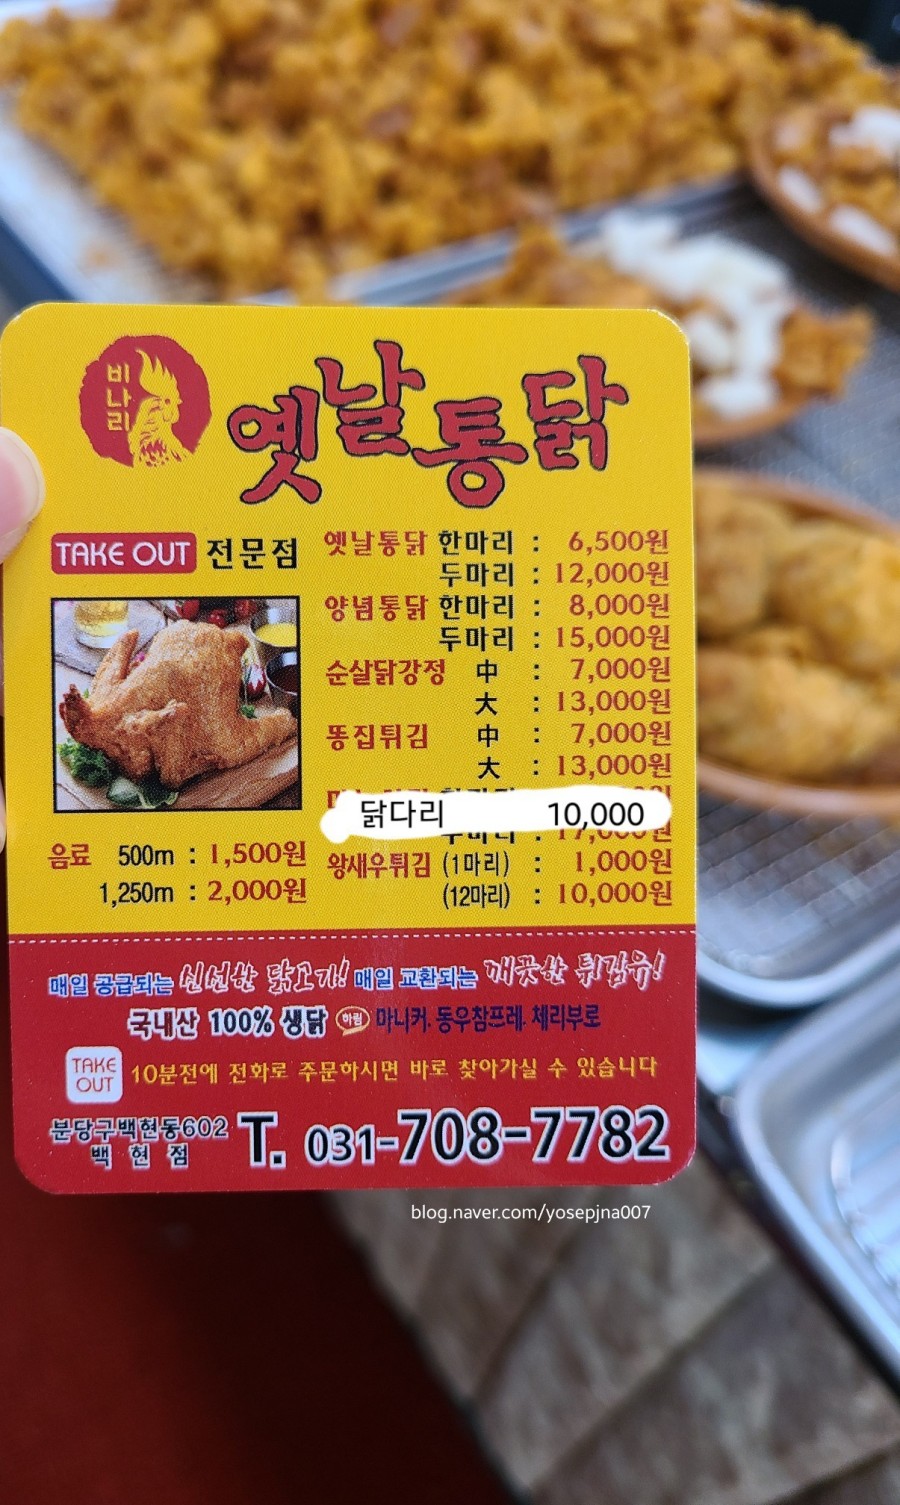 비나리
옛날통닭
TAKE OUT 전문점
옛날통닭 한마리 : 6,500원
두마리 : 12,000원
양념통닭 한마리 : 8,000원
두마리 : 15,000원
순살닭강정 中 : 7,000원
大 : 13,000원
똥집튀김 中 : 7,000원
大 : 13,000원
닭다리 10,000
두마리 : 17,000원
왕새우튀김 (1마리) : 1,000원
(12마리) : 10,000원
음료 500m : 1,500원
1,250m : 2,000원
매일 공급되는 신선한 닭고기! 매일 교환되는 깨끗한 튀김유!
국내산 100% 생닭 하림 마니커, 동우참프레, 체리부로
TAKE OUT 10분전에 전화로 주문하시면 바로 찾아가실 수 있습니다
분당구백현동602
백현점
T. 031-708-7782
blog.naver.com/yosepjna007